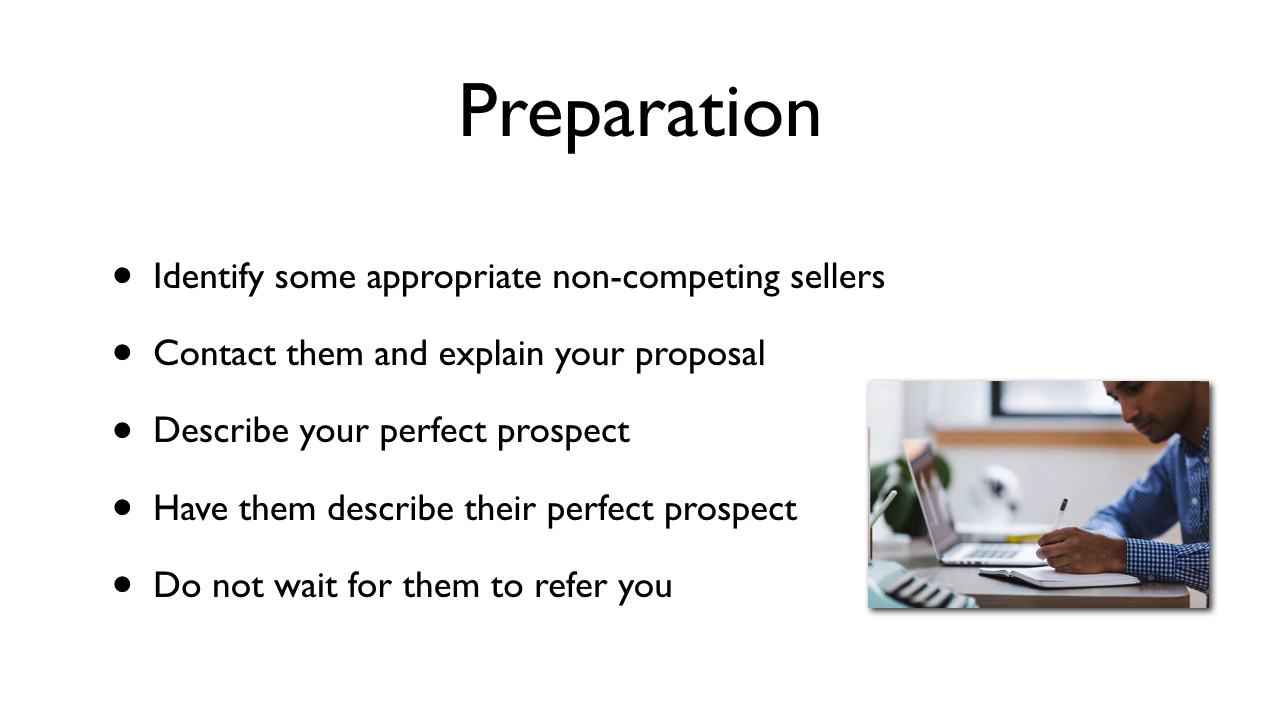 Preparation
• Identify some appropriate non-competing sellers
• Contact them and explain your proposal
• Describe your perfect prospect
• Have them describe their perfect prospect
• Do not wait for them to refer you